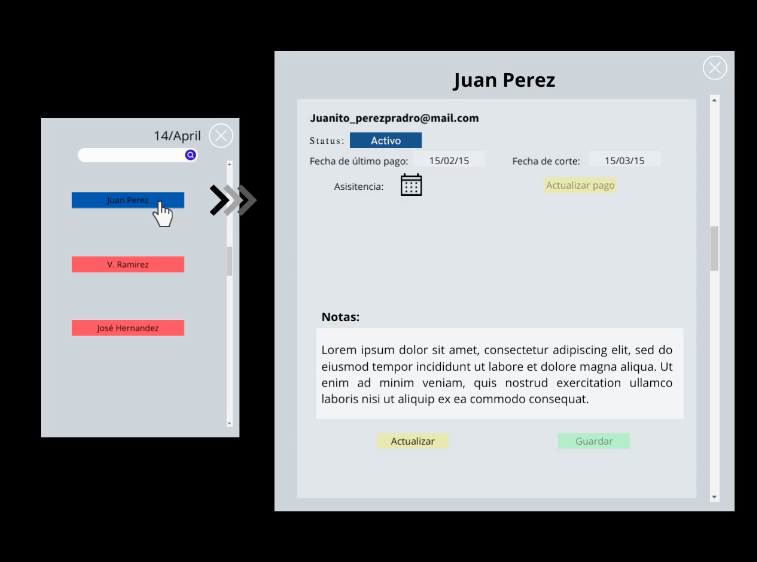 14/April
Juan Perez
V. Ramirez
José Hernandez
Juan Perez
Juanito_perezpradro@mail.com
Status: Activo
Fecha de último pago: 15/02/15 Fecha de corte: 15/03/15
Asisitencia: Actualizar pago
Notas:
Lorem ipsum dolor sit amet, consectetur adipiscing elit, sed do
eiusmod tempor incididunt ut labore et dolore magna aliqua. Ut
enim ad minim veniam, quis nostrud exercitation ullamco
laboris nisi ut aliquip ex ea commodo consequat.
Actualizar Guardar